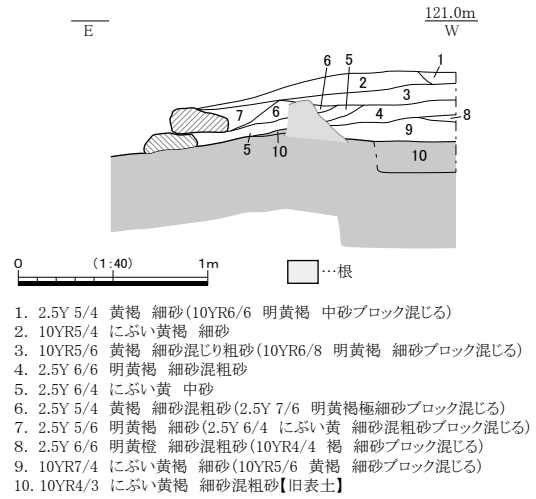 121.0m
E W
6 5 1
2
3
7 6 4 8
9
5 10 10
0 (1:40) 1m
…根
1. 2.5Y 5/4 黄褐 細砂(10YR6/6 明黄褐 中砂ブロック混じる)
2. 10YR5/4 にぶい黄褐 細砂
3. 10YR5/6 黄褐 細砂混じり粗砂(10YR6/8 明黄褐 細砂ブロック混じる)
4. 2.5Y 6/6 明黄褐 細砂混粗砂
5. 2.5Y 6/4 にぶい黄 中砂
6. 2.5Y 5/4 黄褐 細砂混粗砂(2.5Y 7/6 明黄褐極細砂ブロック混じる)
7. 2.5Y 5/6 明黄褐 細砂(2.5Y 6/4 にぶい黄 細砂混粗砂ブロック混じる)
8. 2.5Y 6/6 明黄橙 細砂混粗砂(10YR4/4 褐 細砂ブロック混じる)
9. 10YR7/4 にぶい黄褐 細砂(10YR5/6 黄褐 細砂ブロック混じる)
10. 10YR4/3 にぶい黄褐 細砂混粗砂【旧表土】